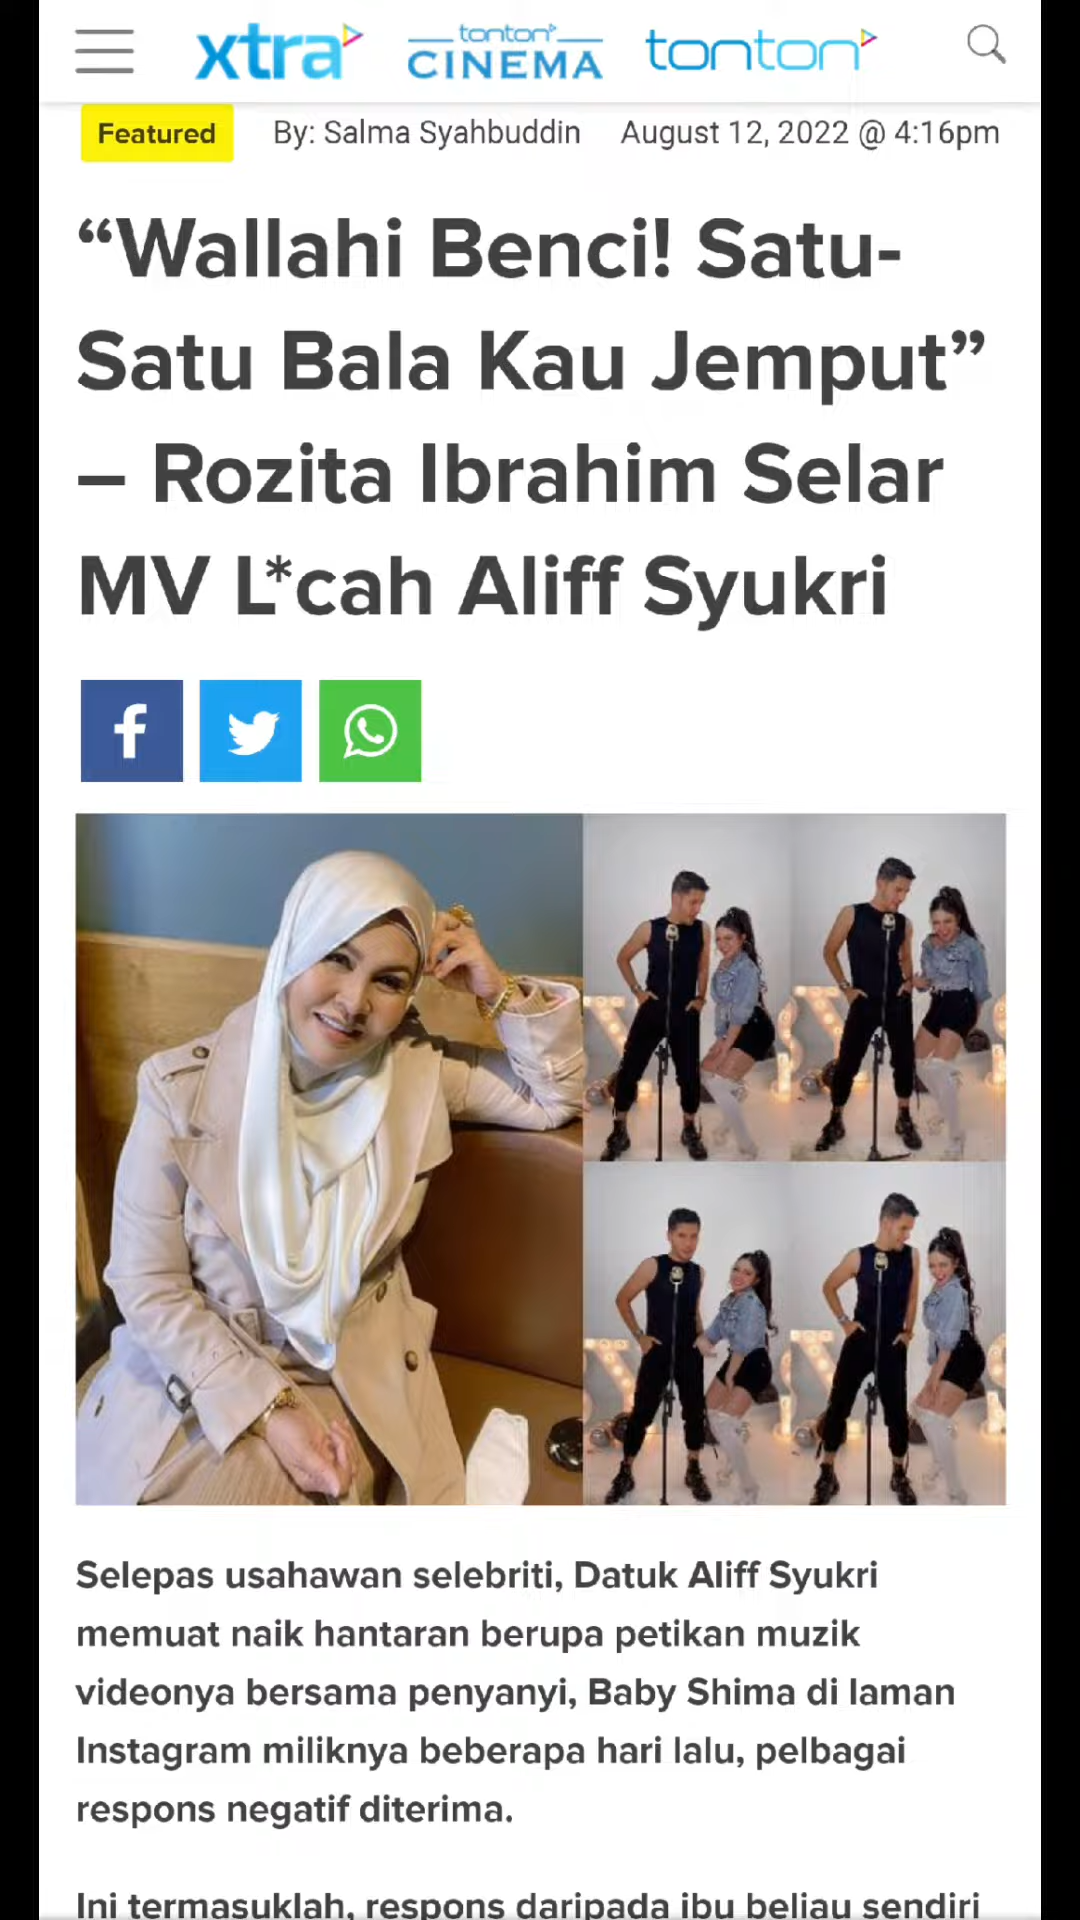 xtra tonton CINEMA tonton
Featured By: Salma Syahbuddin August 12, 2022 @ 4:16pm
“Wallahi Benci! Satu-
Satu Bala Kau Jemput”
– Rozita Ibrahim Selar
MV L*cah Aliff Syukri
Selepas usahawan selebriti, Datuk Aliff Syukri
memuat naik hantaran berupa petikan muzik
videonya bersama penyanyi, Baby Shima di laman
Instagram miliknya beberapa hari lalu, pelbagai
respons negatif diterima.
Ini termasuklah, respons daripada ibu beliau sendiri